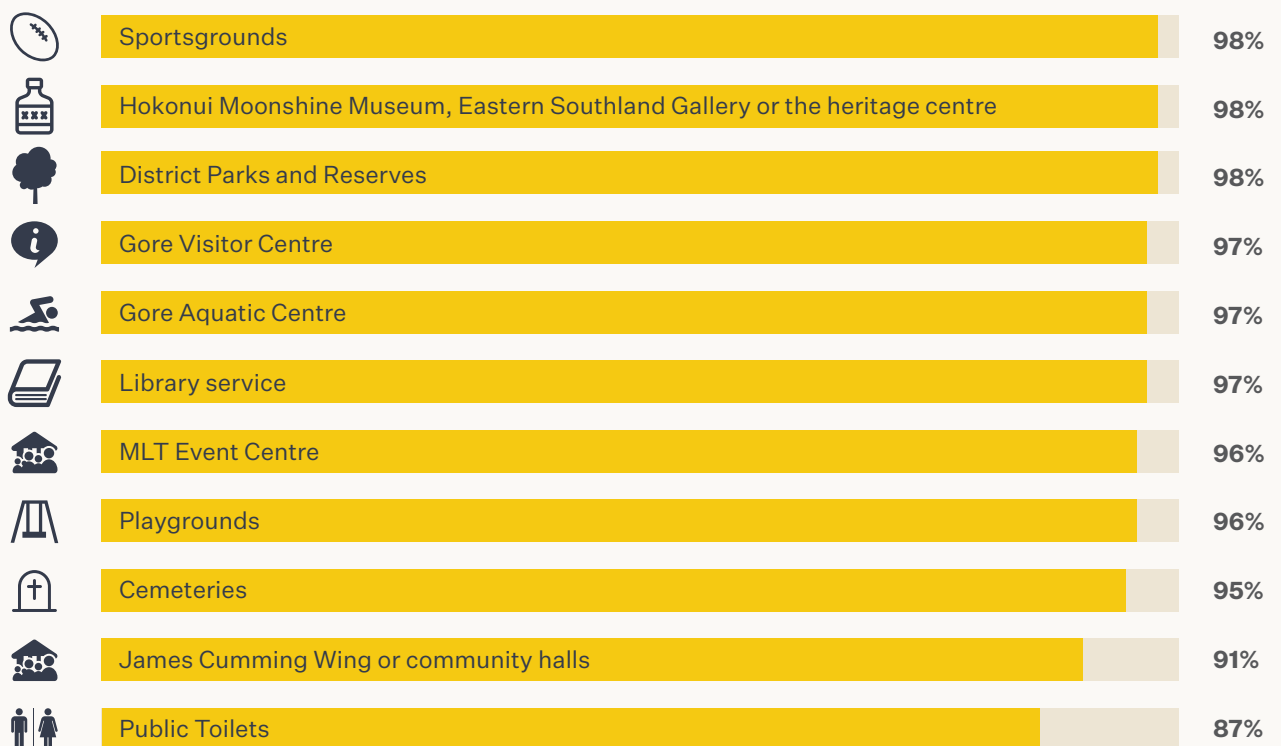 Sportsgrounds 98%
Hokonui Moonshine Museum, Eastern Southland Gallery or the heritage centre 98%
xxx
District Parks and Reserves 98%
i
Gore Visitor Centre 97%
Gore Aquatic Centre 97%
Library service 97%
MLT Event Centre 96%
Playgrounds 96%
Cemeteries 95%
James Cumming Wing or community halls 91%
Public Toilets 87%